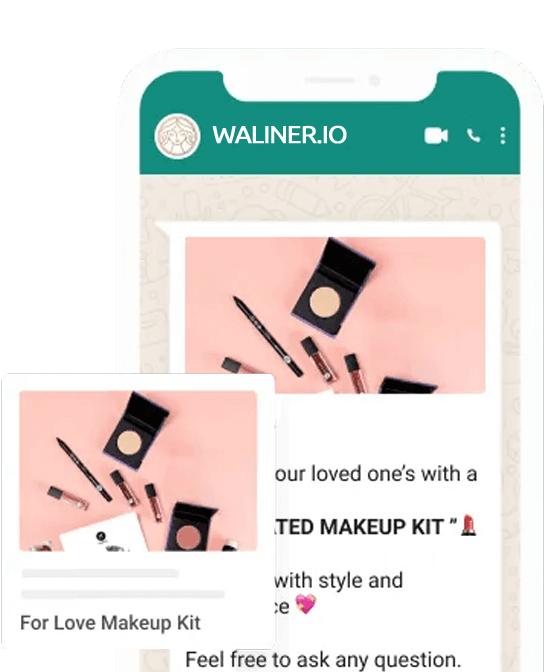 WALINER.IO
our loved one’s with a
ATED MAKEUP KIT ”💄
with style and
ce 💖
For Love Makeup Kit
Feel free to ask any question.